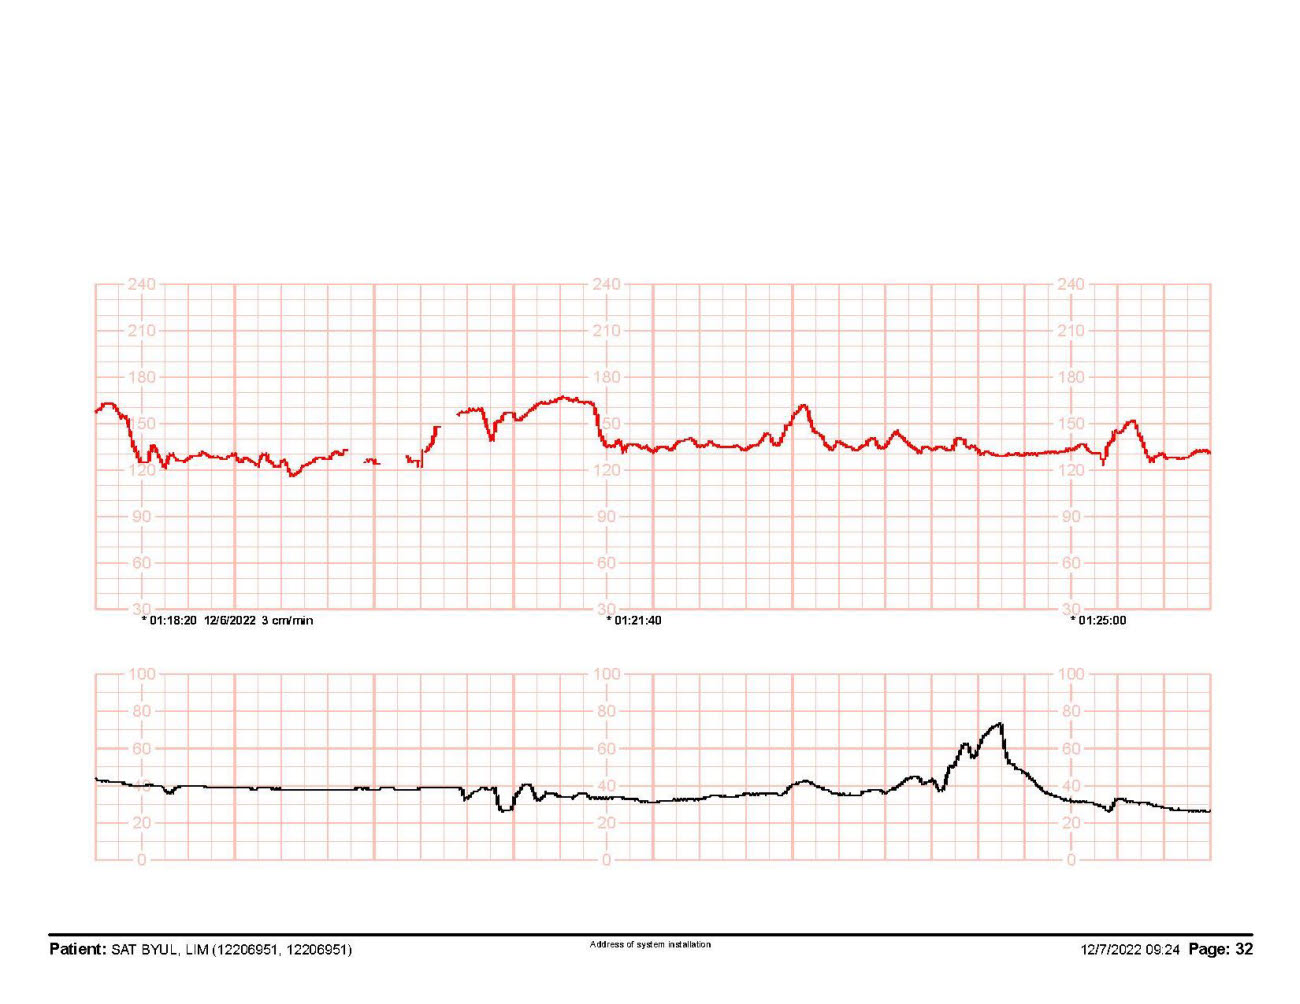 240 240 240
210 210 210
180 180 180
150 150 150
120 120 120
90 90 90
60 60 60
30 30 30
* 01:18:20 12/6/2022 3 cm/min * 01:21:40 * 01:25:00
100 100 100
80 80 80
60 60 60
40 40 40
20 20 20
0 0 0
Patient: SAT BYUL, LIM (12206951, 12206951) Address of system installation 12/7/2022 09:24 Page: 32